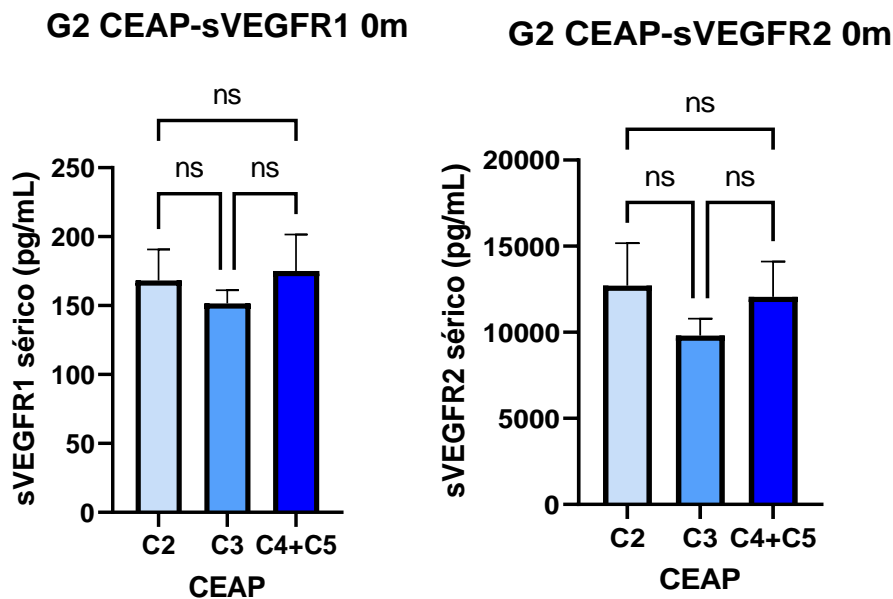 G2 CEAP-sVEGFR1 0m
ns
ns
ns
250
200
150
100
50
0
sVEGFR1 sérico (pg/mL)
C2
C3
C4+C5
CEAP
G2 CEAP-sVEGFR2 0m
ns
ns
ns
20000
15000
10000
5000
0
sVEGFR2 sérico (pg/mL)
C2
C3
C4+C5
CEAP